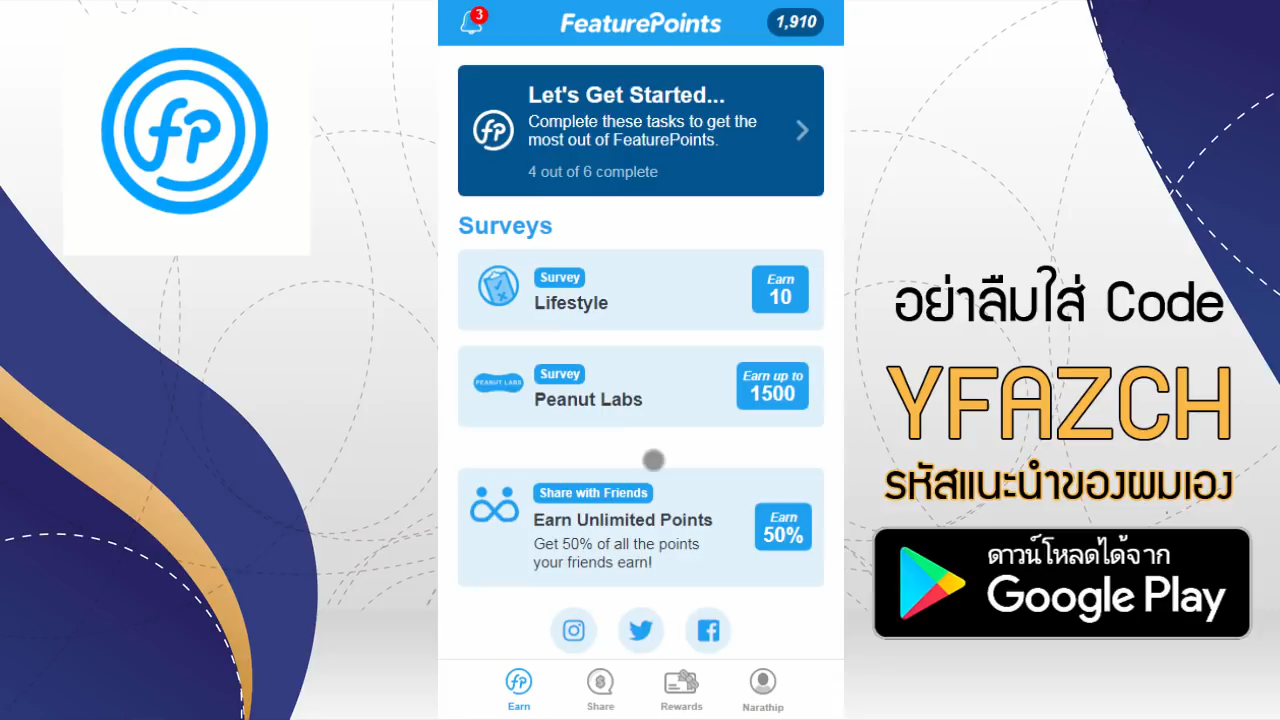 fp
3
FeaturePoints
1,910
fp
Let's Get Started...
Complete these tasks to get the
most out of FeaturePoints.
4 out of 6 complete
Surveys
Survey
Lifestyle
Earn
10
PEANUT LABS
Survey
Peanut Labs
Earn up to
1500
Share with Friends
Earn Unlimited Points
Get 50% of all the points
your friends earn!
Earn
50%
fp
Earn
Share
Rewards
Narathip
อย่าลืมใส่ Code
YFAZCH
รหัสแนะนำของผมเอง
ดาวน์โหลดได้จาก
Google Play